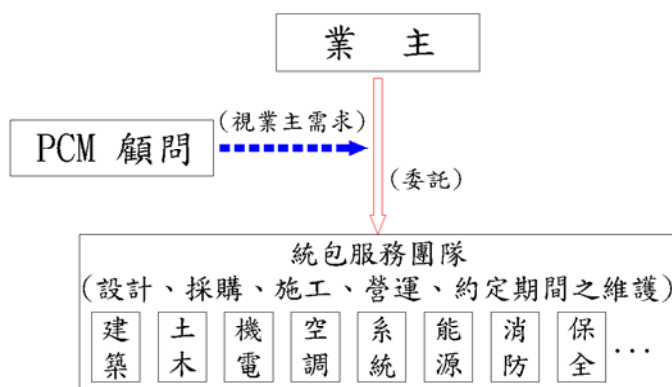 業 主
(視業主需求)
PCM 顧問
(委託)
統包服務團隊
(設計、採購、施工、營運、約定期間之維護)
建築 土木 機電 空調 系統 能源 消防 保全 ...